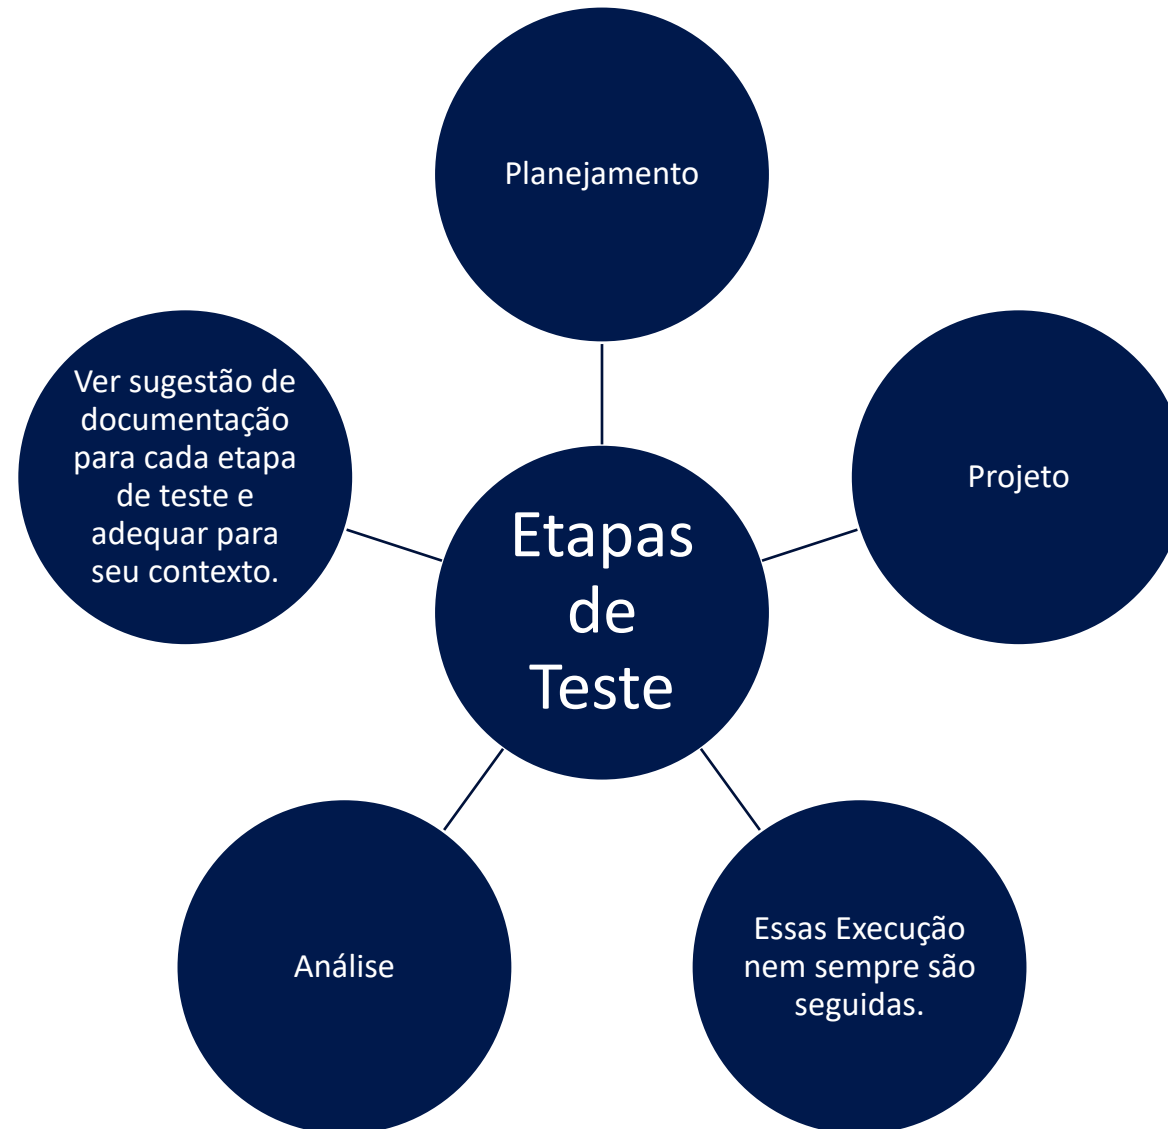 Planejamento
Projeto
Essas Execução
nem sempre são
seguidas.
Análise
Ver sugestão de
documentação
para cada etapa
de teste e
adequar para
seu contexto.
Etapas
de
Teste